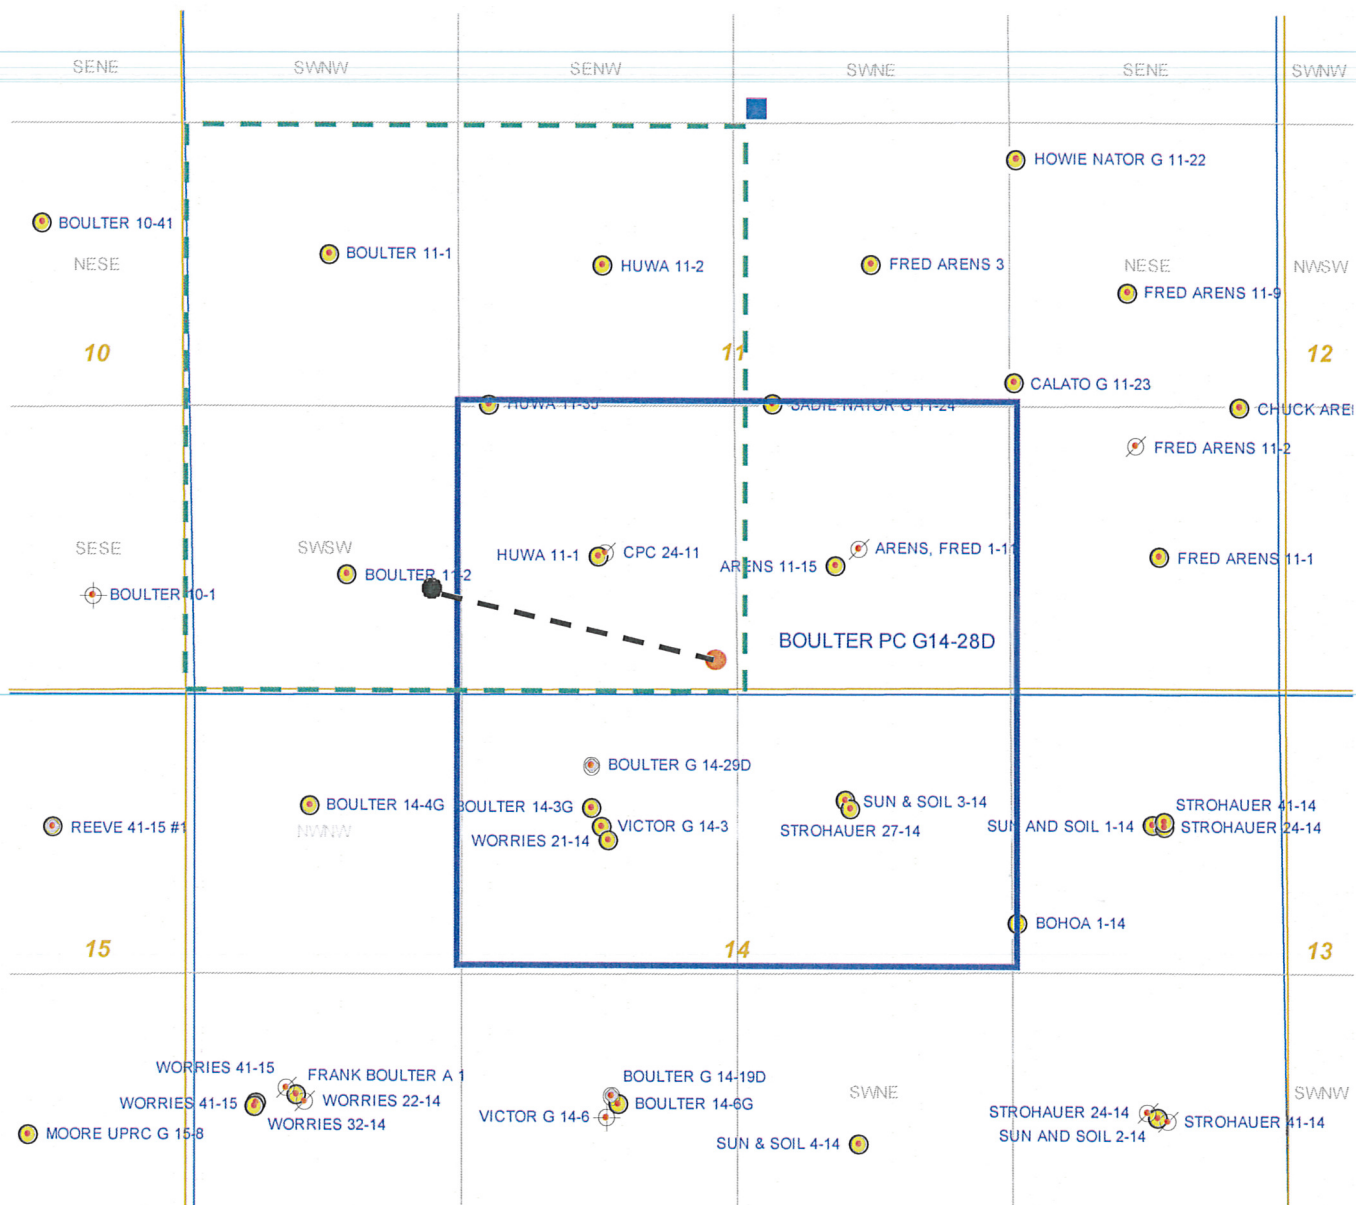 SENE
SWNW
SENW
SWNE
SENE
SWNW
HOWIE NATOR G 11-22
BOULTER 10-41
BOULTER 11-1
NESE
HUWA 11-2
FRED ARENS 3
NESE
NWSW
FRED ARENS 11-9
10
11
12
CALATO G 11-23
HUWA 11-35
SADIE NATOR G 11-24
CHUCK AREI
FRED ARENS 11-2
SESE
SWSW
HUWA 11-1
CPC 24-11
ARENS, FRED 1-11
ARENS 11-15
FRED ARENS 11-1
BOULTER 11-2
BOULTER 10-1
BOULTER PC G14-28D
BOULTER G 14-29D
BOULTER 14-4G
BOULTER 14-3G
SUN & SOIL 3-14
STROHAUER 41-14
REEVE 41-15 #1
NWNW
VICTOR G 14-3
STROHAUER 27-14
SUN AND SOIL 1-14
STROHAUER 24-14
WORRIES 21-14
BOHOA 1-14
15
14
13
WORRIES 41-15
FRANK BOULTER A 1
BOULTER G 14-19D
SWNE
SWNW
WORRIES 41-15
WORRIES 22-14
BOULTER 14-6G
WORRIES 32-14
VICTOR G 14-6
STROHAUER 24-14
STROHAUER 41-14
MOORE UPRC G 15-8
SUN & SOIL 4-14
SUN AND SOIL 2-14